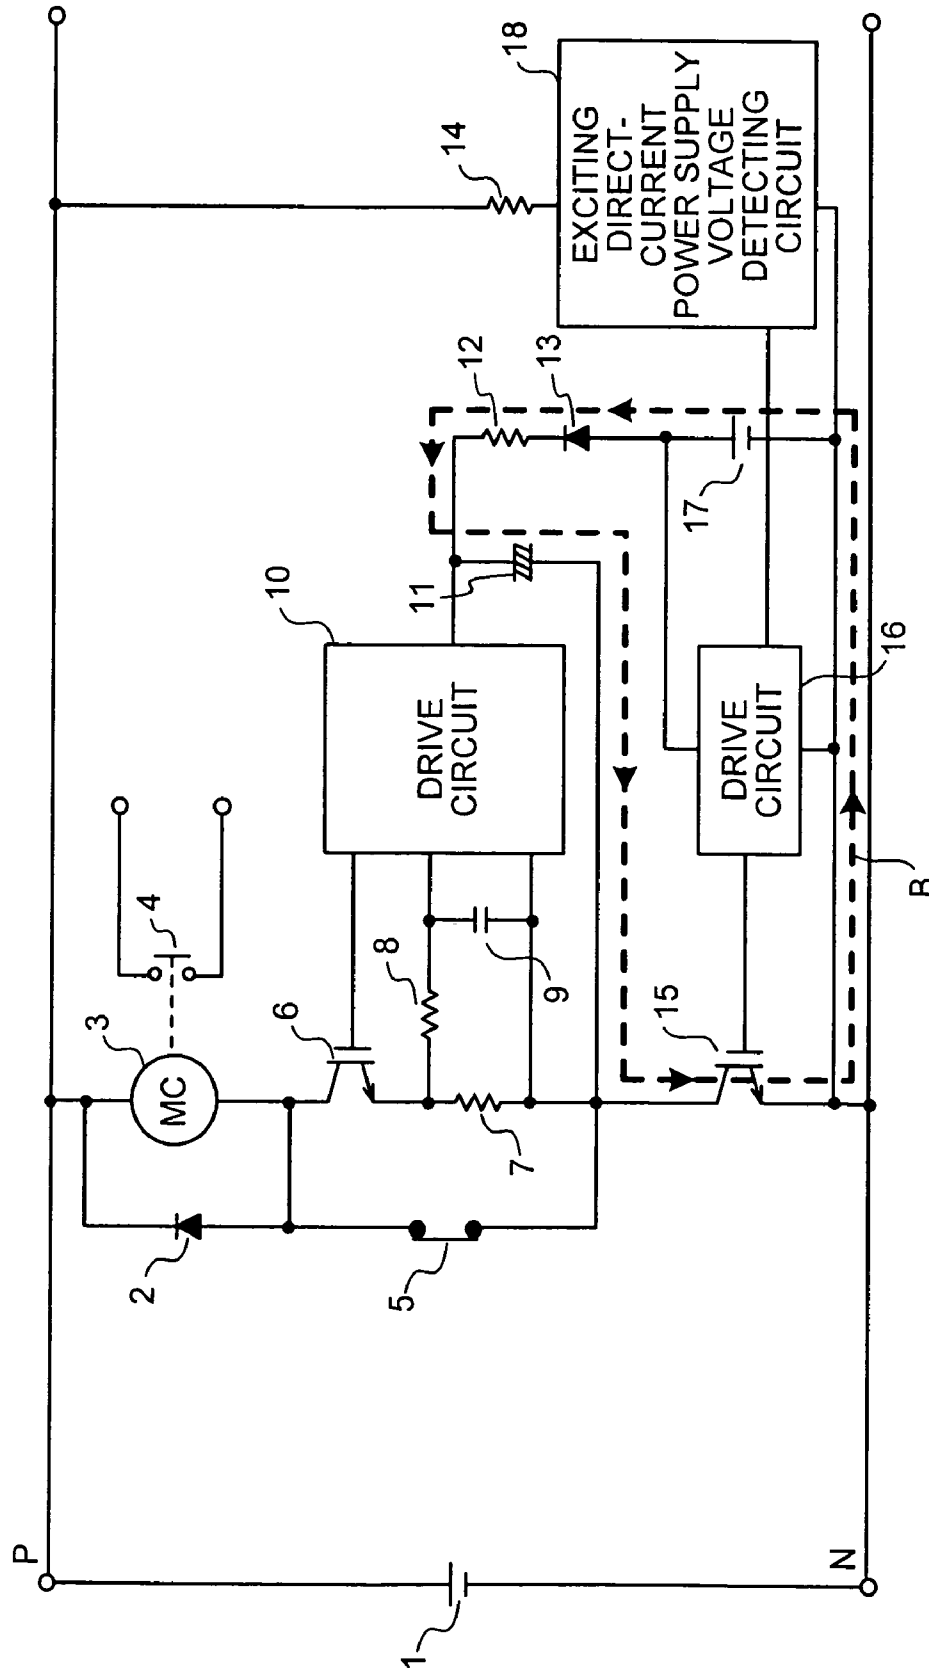 P
3
4
MC
2
6
10
14
8
12
18
5
9
DRIVE
CIRCUIT
11
13
EXCITING
DIRECT-
CURRENT
POWER SUPPLY
VOLTAGE
DETECTING
CIRCUIT
1
7
15
17
DRIVE
CIRCUIT
16
N